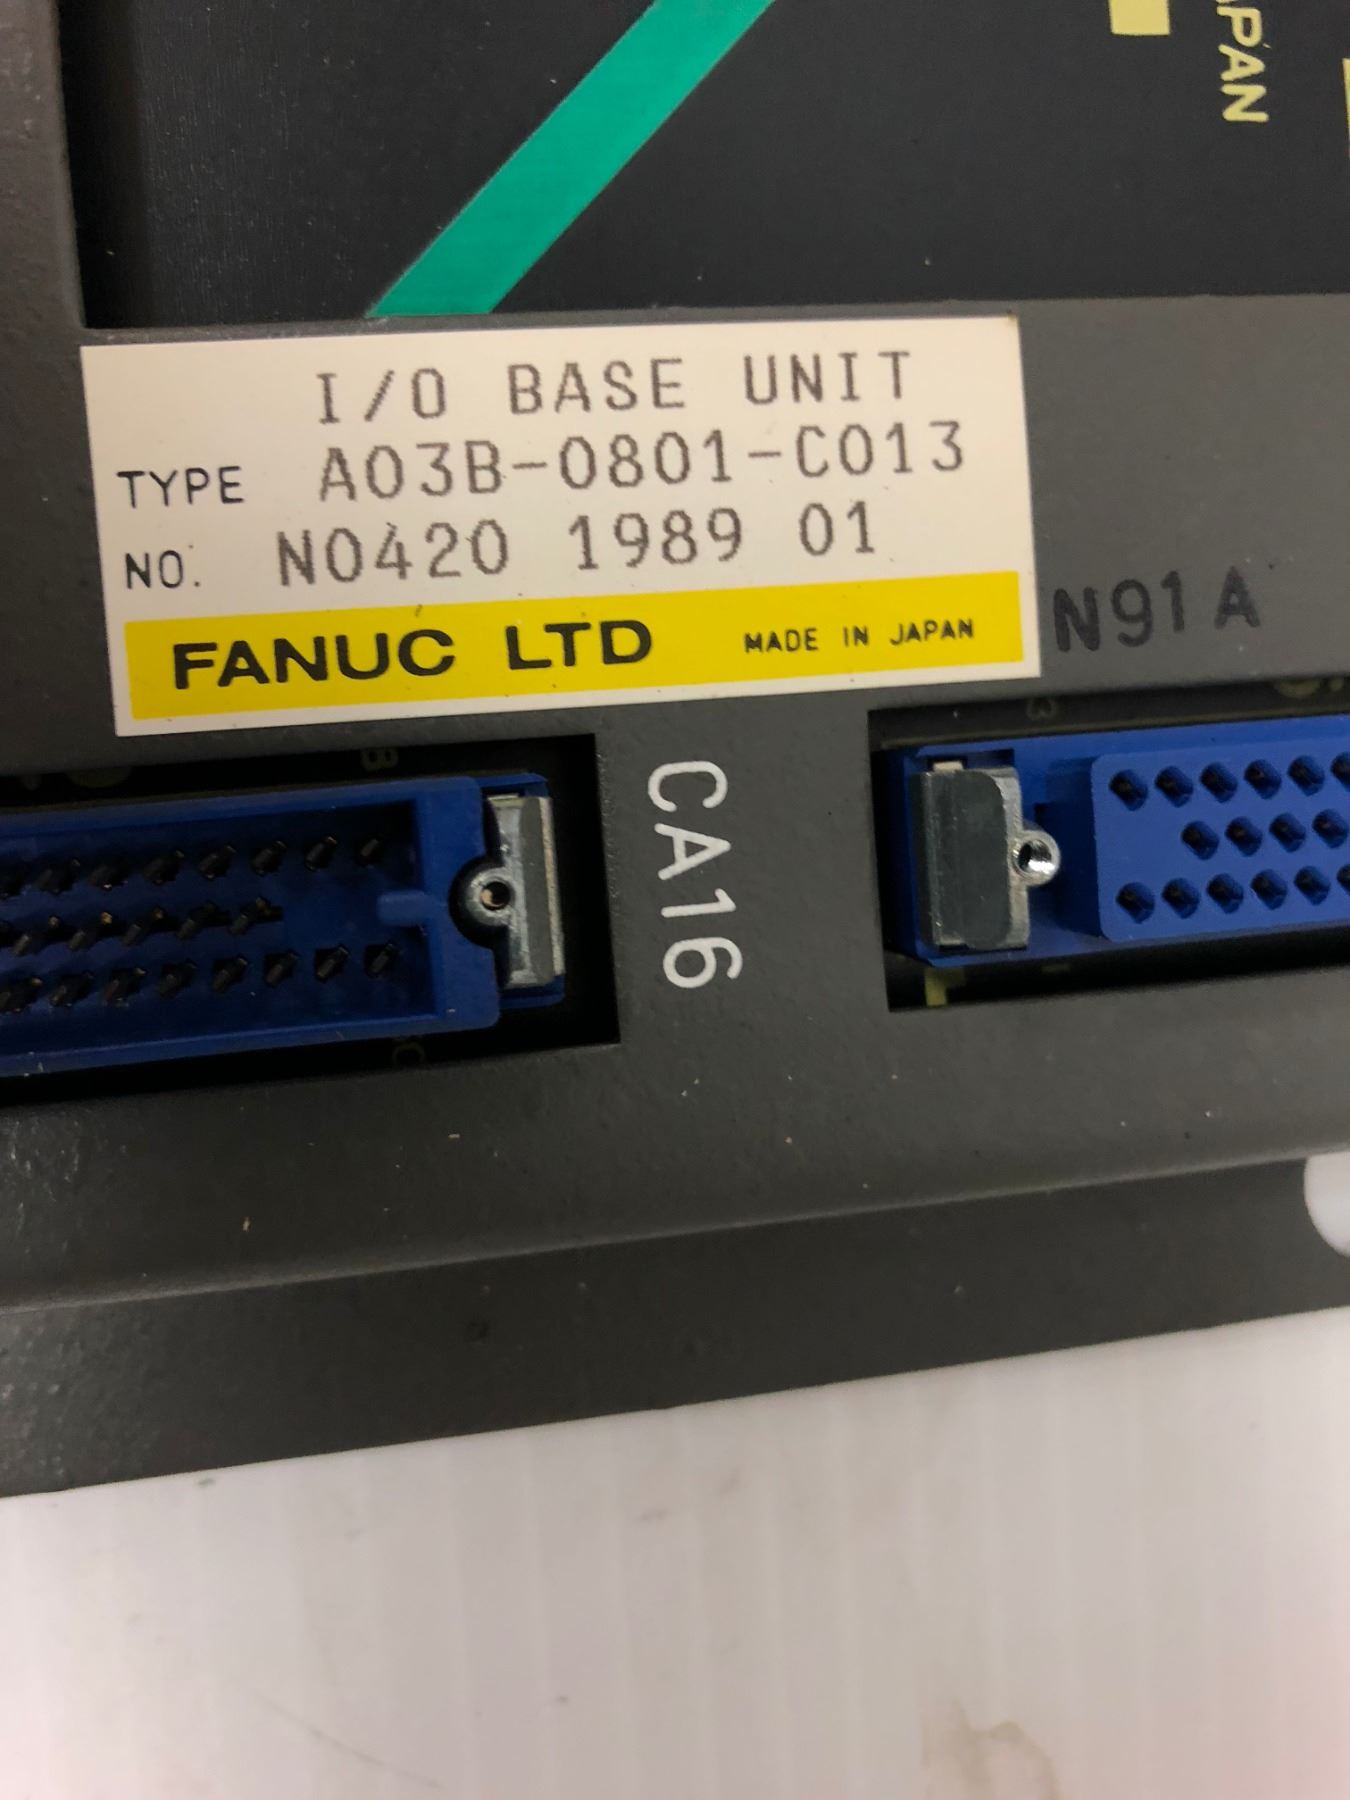 JAPAN
I/O BASE UNIT
TYPE A03B-0801-C013
NO. N0420 1989 01
FANUC LTD MADE IN JAPAN
N91A
CA16